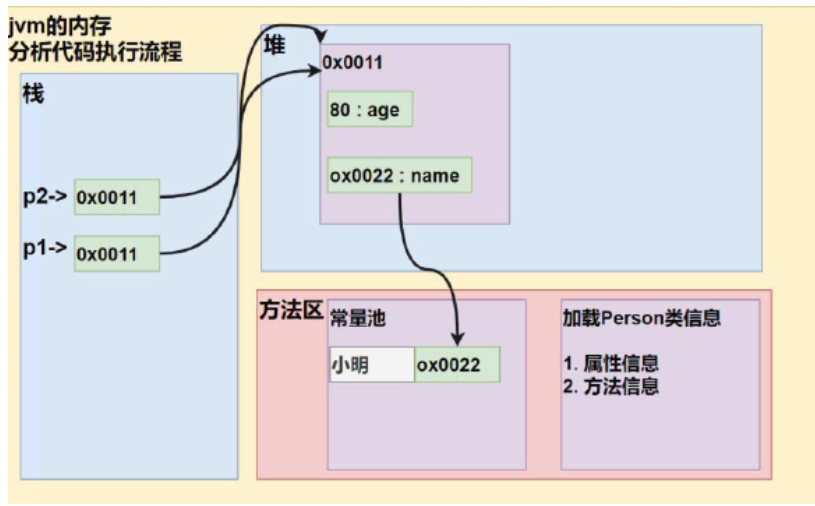 jvm的内存
分析代码执行流程
栈
p2-> 0x0011
p1-> 0x0011
堆
0x0011
80 : age
ox0022 : name
方法区
常量池
小明 ox0022
加载Person类信息
1. 属性信息
2. 方法信息